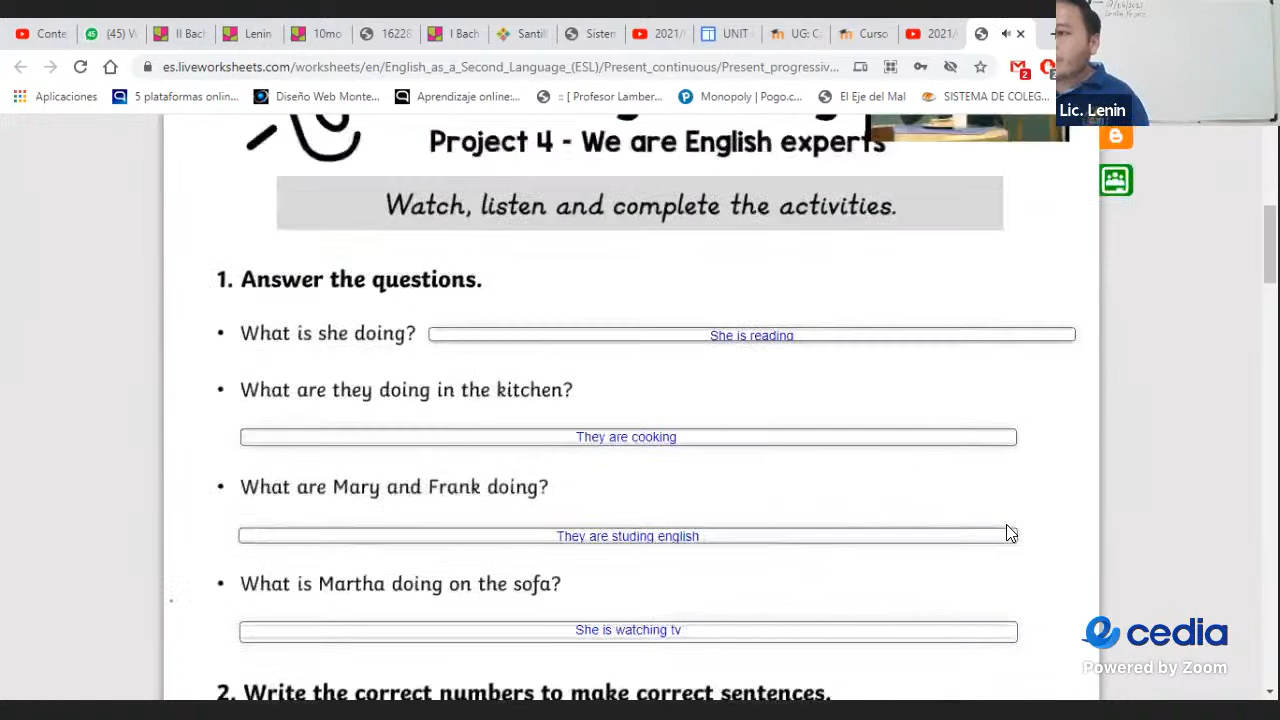 Conte
(45) V
II Bach
Lenin
10mo
16228
I Bach
Santil
Sisten
2021/
UNIT
UG: C
Curso
2021/
es.liveworksheets.com/worksheets/en/English_as_a_Second_Language_(ESL)/Present_continuous/Present_progressiv...
2
Aplicaciones
5 plataformas onlin...
Diseño Web Monte...
Aprendizaje online:...
:: [ Profesor Lamber...
Monopoly | Pogo.c...
El Eje del Mal
SISTEMA DE COLEG...
Lic. Lenin
Project 4 - We are English experts
Watch, listen and complete the activities.
1. Answer the questions.
• What is she doing? She is reading
• What are they doing in the kitchen?
They are cooking
• What are Mary and Frank doing?
They are studing english
• What is Martha doing on the sofa?
She is watching tv
2. Write the correct numbers to make correct sentences.
cedia
Powered by Zoom